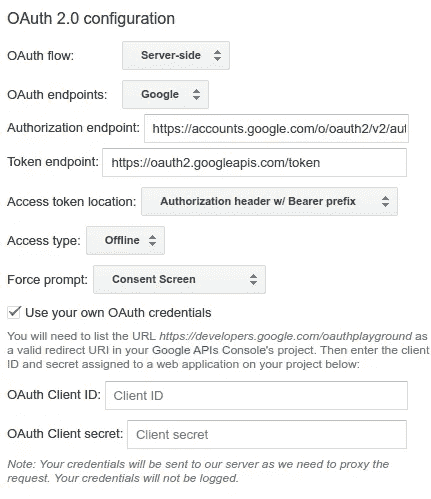 OAuth 2.0 configuration
OAuth flow: Server-side
OAuth endpoints: Google
Authorization endpoint: https://accounts.google.com/o/oauth2/v2/aut
Token endpoint: https://oauth2.googleapis.com/token
Access token location: Authorization header w/ Bearer prefix
Access type: Offline
Force prompt: Consent Screen
Use your own OAuth credentials
You will need to list the URL https://developers.google.com/oauthplayground as
a valid redirect URI in your Google APIs Console's project. Then enter the client
ID and secret assigned to a web application on your project below:
OAuth Client ID: Client ID
OAuth Client secret: Client secret
Note: Your credentials will be sent to our server as we need to proxy the
request. Your credentials will not be logged.